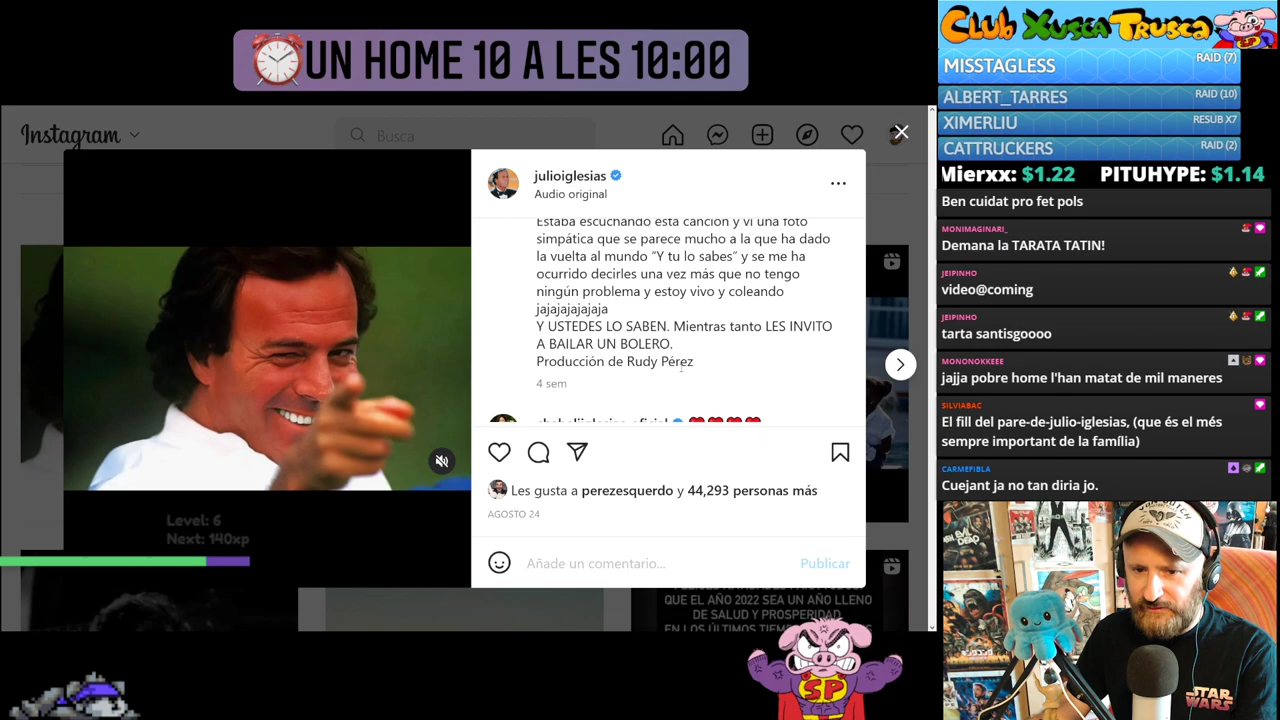 UN HOME 10 A LES 10:00
Instagram
Busca
julioiglesias
Audio original
Estaba escuchando esta canción y vi una foto
simpática que se parece mucho a la que ha dado
la vuelta al mundo “Y tu lo sabes” y se me ha
ocurrido decirles una vez más que no tengo
ningún problema y estoy vivo y coleando
jajajajajajaja
Y USTEDES LO SABEN. Mientras tanto LES INVITO
A BAILAR UN BOLERO.
Producción de Rudy Pérez
4 sem
Les gusta a perezesquerdo y 44,293 personas más
AGOSTO 24
Añade un comentario...
Publicar
Level: 6
Next: 140xp
QUE EL AÑO 2022 SEA UN AÑO LLENO
DE SALUD Y PROSPERIDAD
SP
Club Xusca Trusca
SP
MISSTAGLESS RAID (7)
ALBERT_TARRES RAID (10)
XIMERLIU RESUB X7
CATTRUCKERS RAID (2)
Mierxx: $1.22 PITUHYPE: $1.14
Ben cuidat pro fet pols
MONIMAGINARI_
Demana la TARATA TATIN!
JEIPINHO
video@coming
JEIPINHO
tarta santisgoooo
MONONOKKEEE
jajja pobre home l'han matat de mil maneres
SILVIABAC
El fill del pare-de-julio-iglesias, (que és el més
sempre important de la família)
CARMEFIBLA
Cuejant ja no tan diria jo.
STAR
WARS